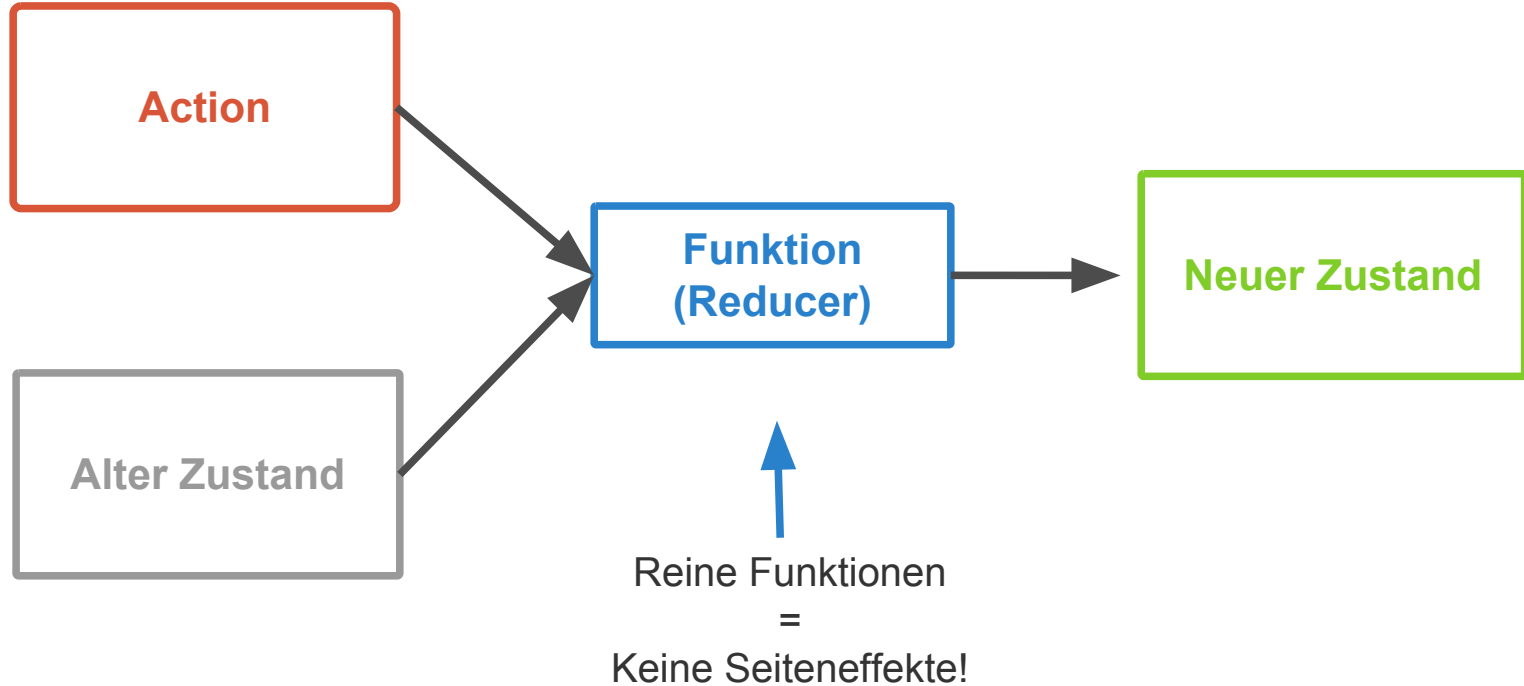 Action
Alter Zustand
Funktion
(Reducer)
Neuer Zustand
Reine Funktionen
=
Keine Seiteneffekte!